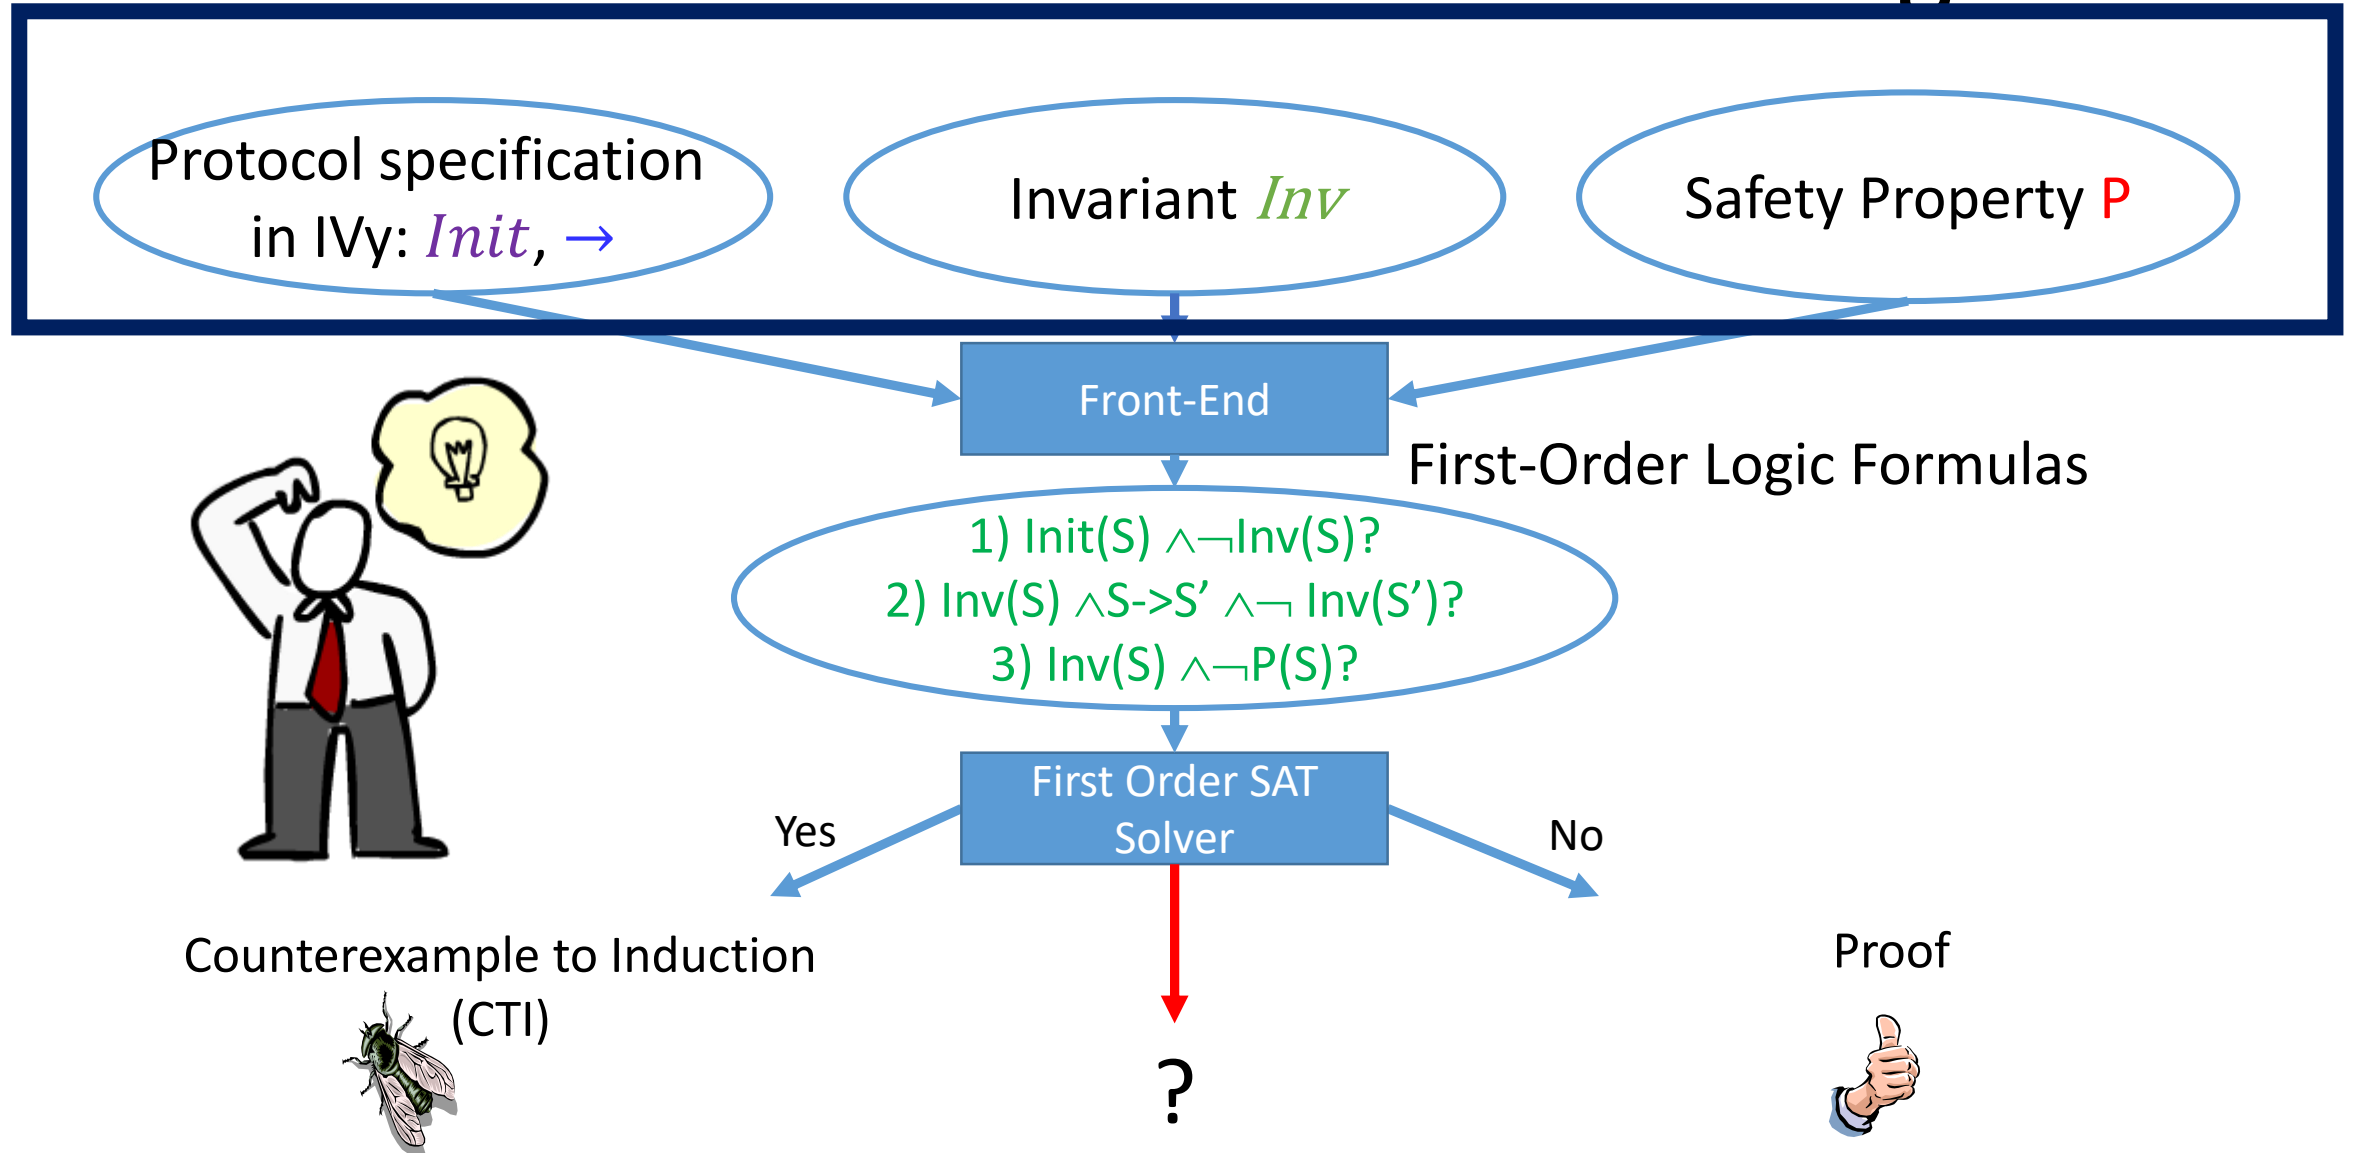 Protocol specification
in IVy: Init, →
Invariant Inv
Safety Property P
Front-End
First-Order Logic Formulas
1) Init(S) ∧¬Inv(S)?
2) Inv(S) ∧S->S’ ∧¬ Inv(S’)?
3) Inv(S) ∧¬P(S)?
First Order SAT
Solver
Yes
No
Counterexample to Induction
(CTI)
Proof
?